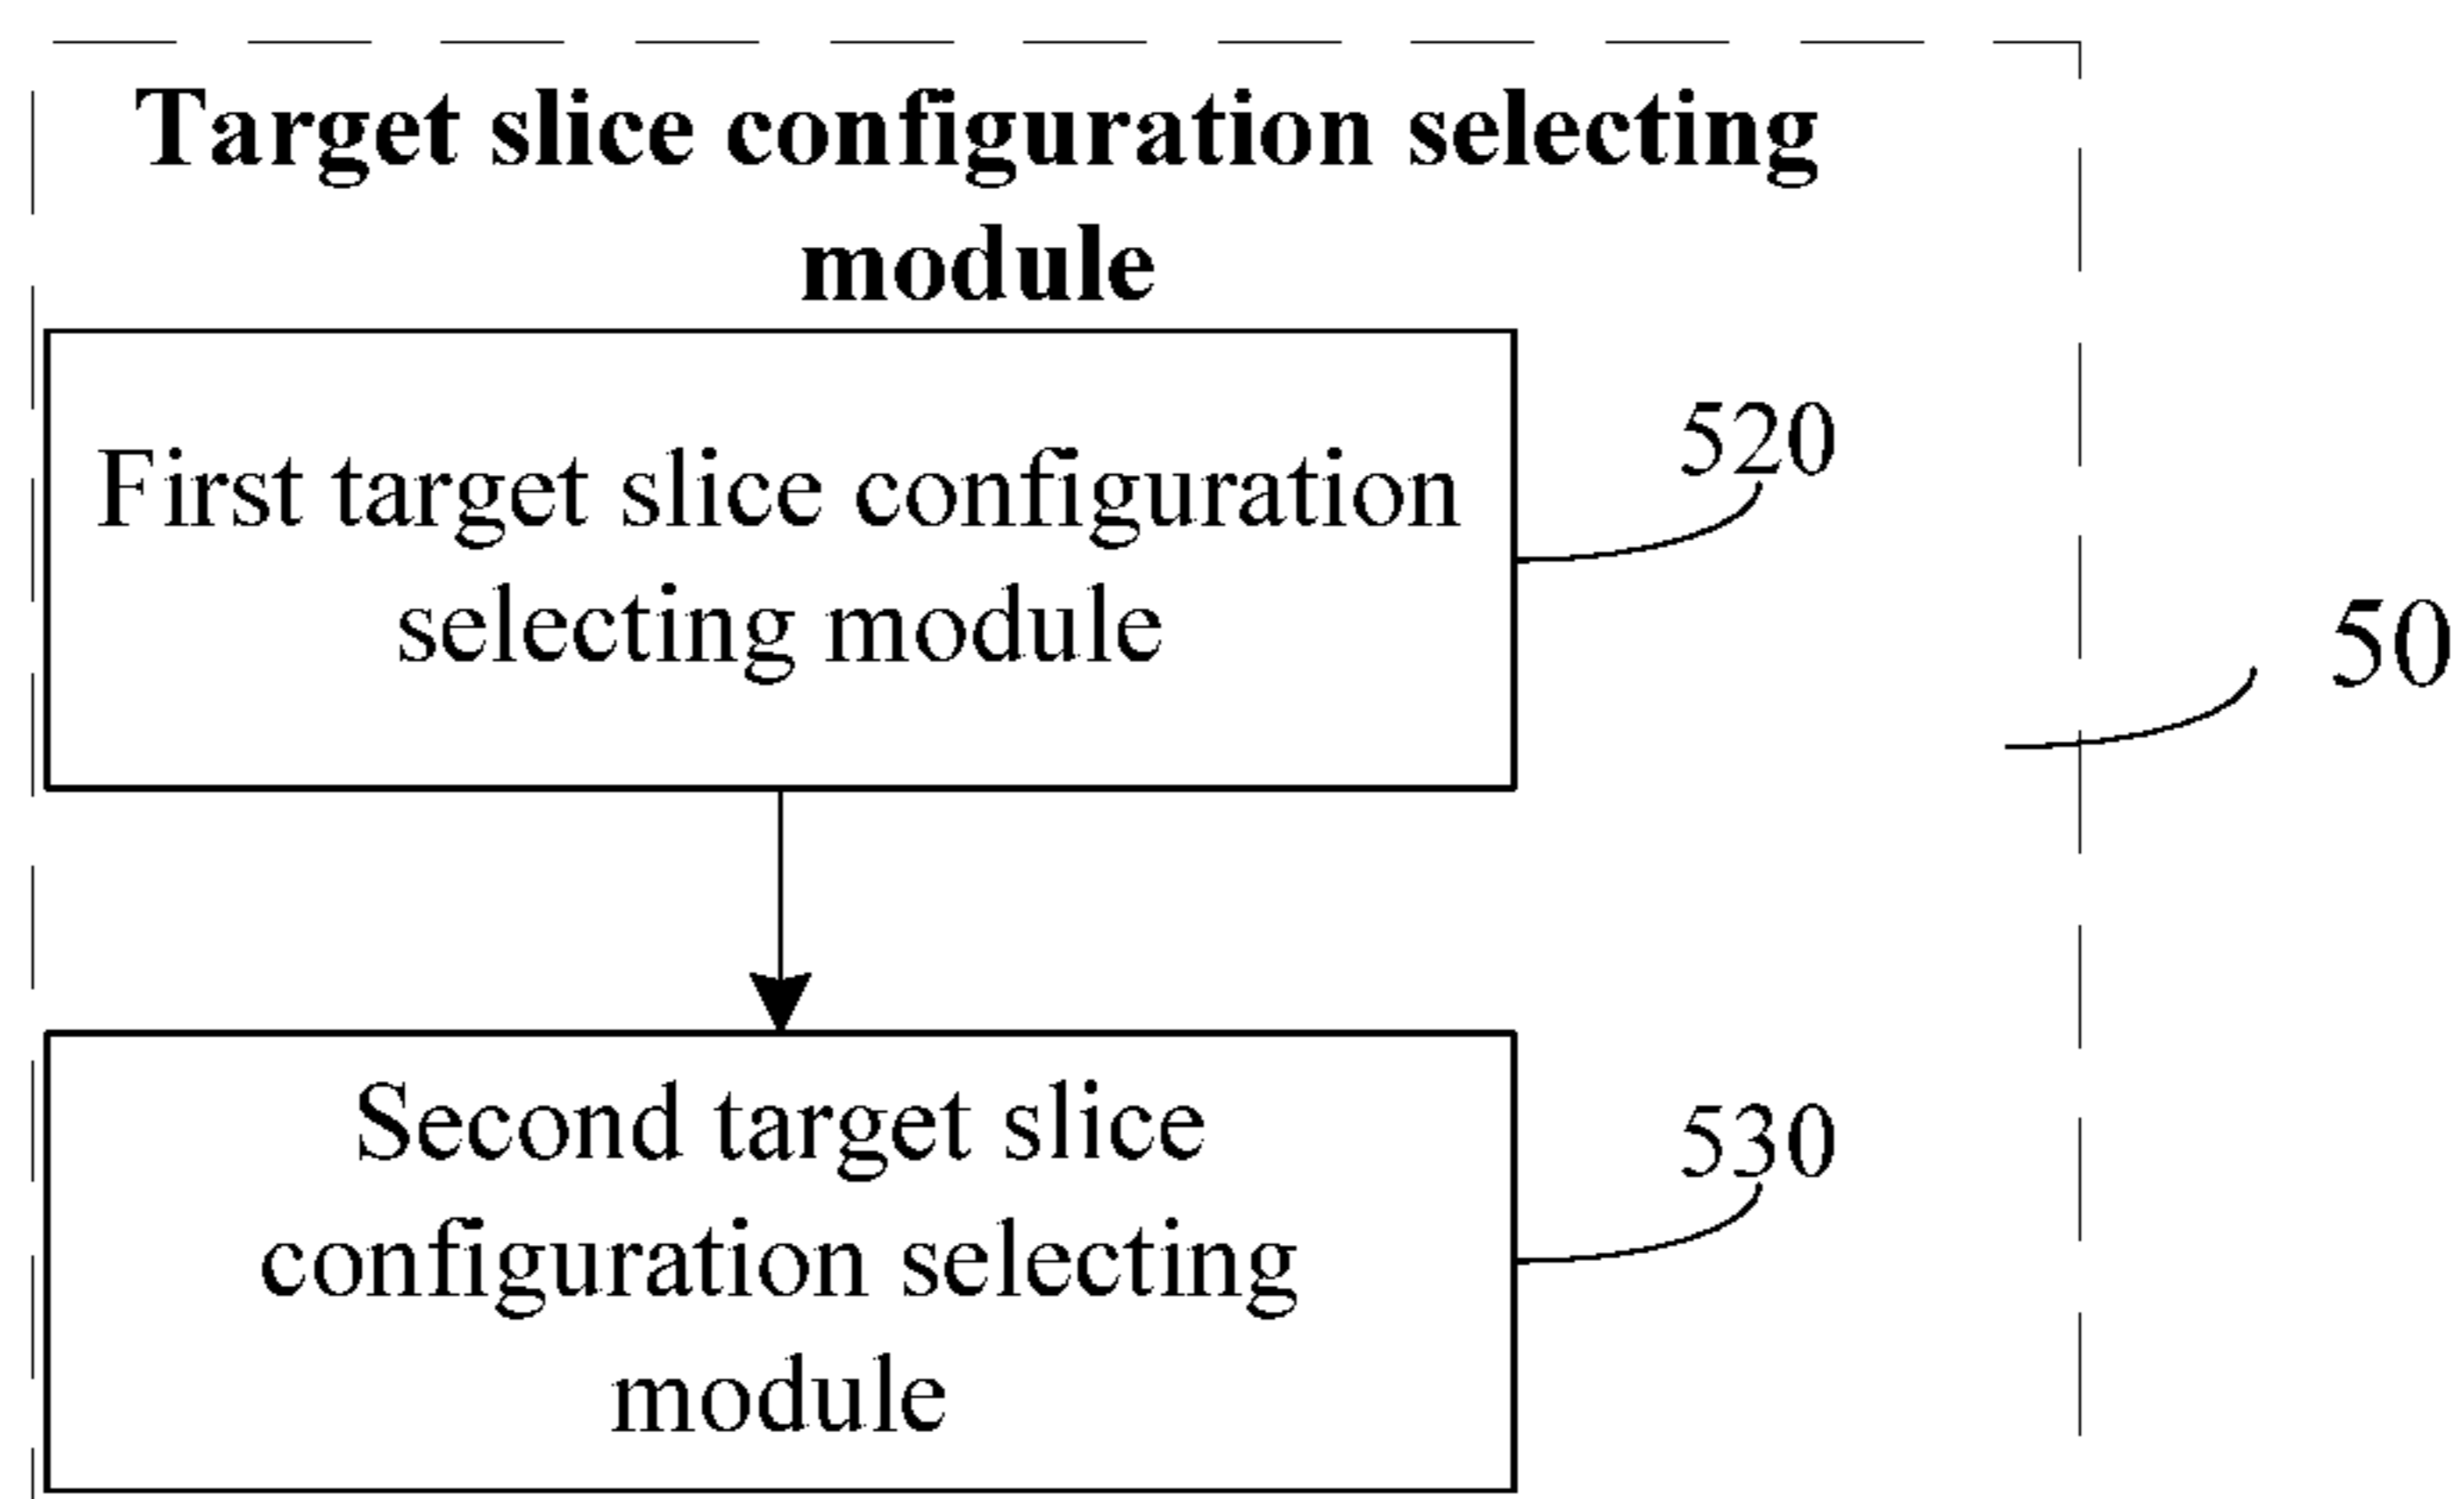 Target slice configuration selecting
module
First target slice configuration
selecting module
520
50
Second target slice
configuration selecting
module
530